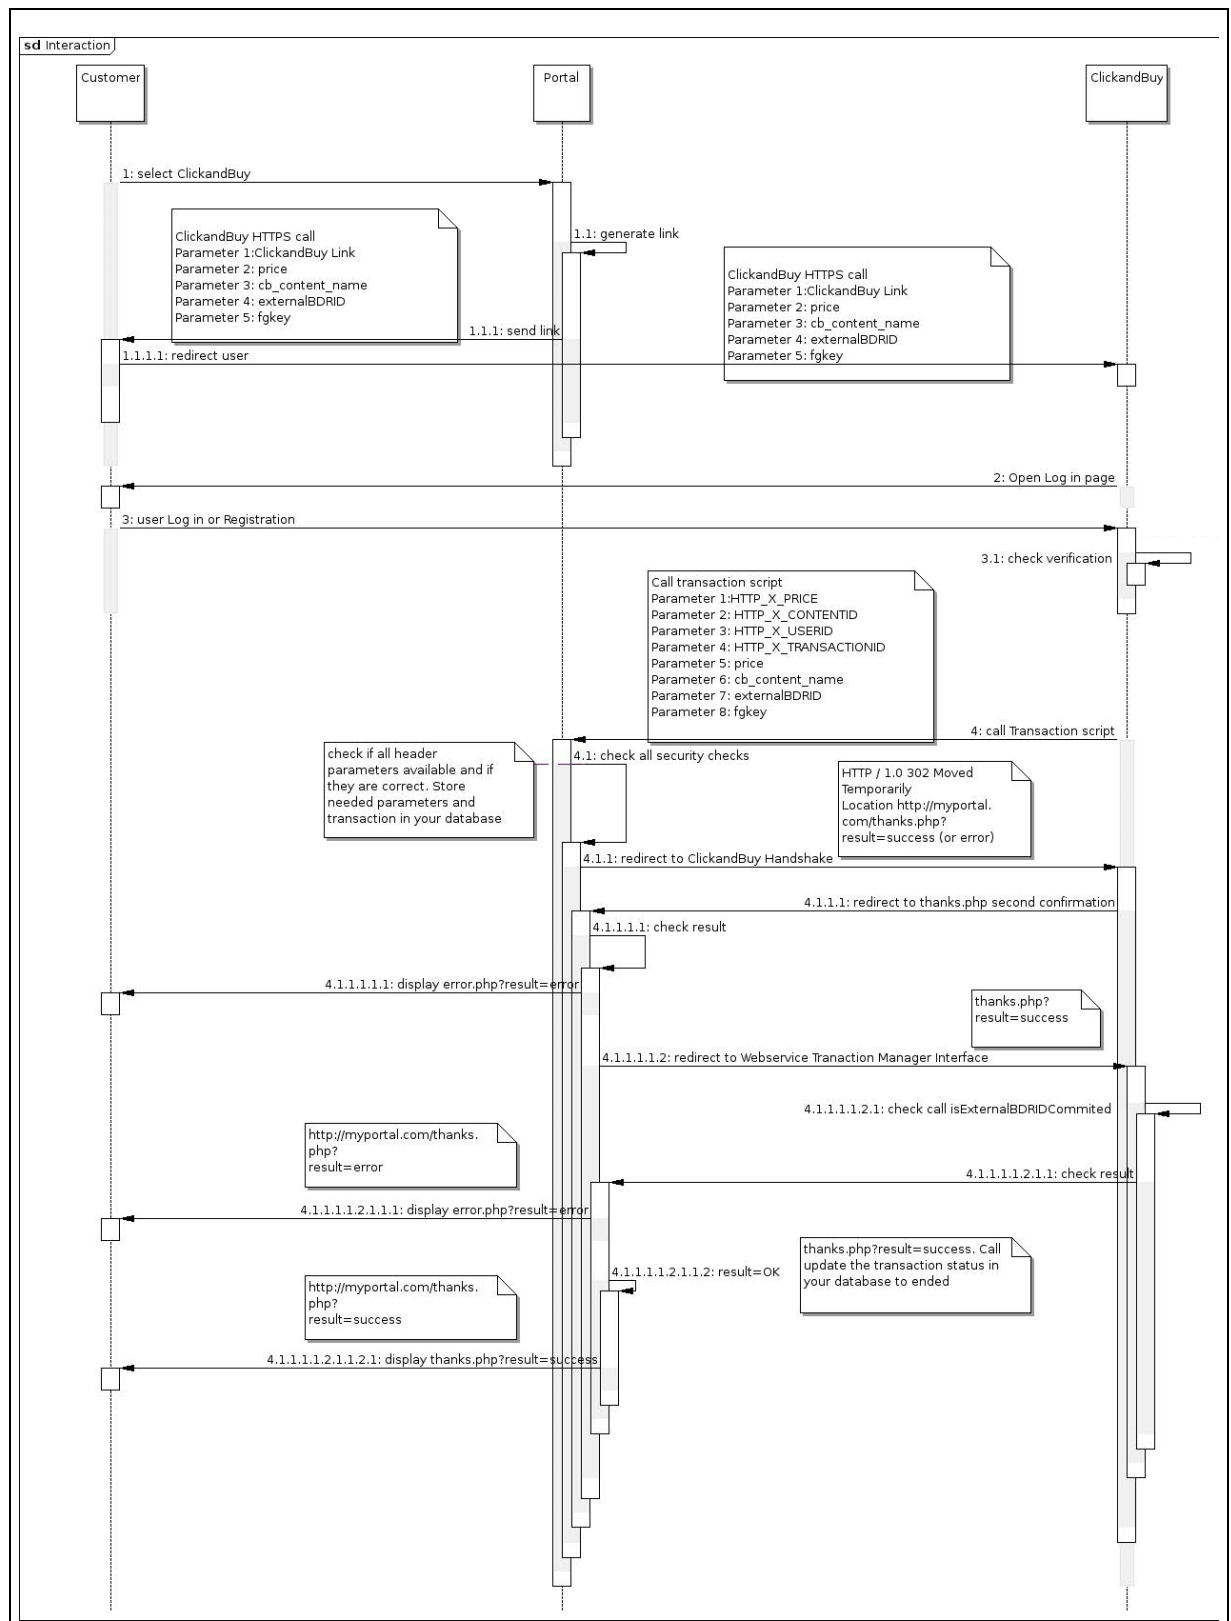 sd Interaction
Customer
Portal
ClickandBuy
1: select ClickandBuy
ClickandBuy HTTPS call
Parameter 1:ClickandBuy Link
Parameter 2: price
Parameter 3: cb_content_name
Parameter 4: externalBDRID
Parameter 5: fgkey
1.1: generate link
ClickandBuy HTTPS call
Parameter 1:ClickandBuy Link
Parameter 2: price
Parameter 3: cb_content_name
Parameter 4: externalBDRID
Parameter 5: fgkey
1.1.1: send link
1.1.1.1: redirect user
2: Open Log in page
3: user Log in or Registration
3.1: check verification
Call transaction script
Parameter 1:HTTP_X_PRICE
Parameter 2: HTTP_X_CONTENTID
Parameter 3: HTTP_X_USERID
Parameter 4: HTTP_X_TRANSACTIONID
Parameter 5: price
Parameter 6: cb_content_name
Parameter 7: externalBDRID
Parameter 8: fgkey
4: call Transaction script
check if all header
parameters available and if
they are correct. Store
needed parameters and
transaction in your database
4.1: check all security checks
HTTP / 1.0 302 Moved
Temporarily
Location http://myportal.
com/thanks.php?
result=success (or error)
4.1.1: redirect to ClickandBuy Handshake
4.1.1.1: redirect to thanks.php second confirmation
4.1.1.1.1: check result
4.1.1.1.1.1: display error.php?result=error
thanks.php?
result=success
4.1.1.1.1.2: redirect to Webservice Tranaction Manager Interface
4.1.1.1.1.2.1: check call isExternalBDRIDCommited
http://myportal.com/thanks.
php?
result=error
4.1.1.1.1.2.1.1: check result
4.1.1.1.1.2.1.1.1: display error.php?result=error
thanks.php?result=success. Call
update the transaction status in
your database to ended
4.1.1.1.1.2.1.1.2: result=OK
http://myportal.com/thanks.
php?
result=success
4.1.1.1.1.2.1.1.2.1: display thanks.php?result=success